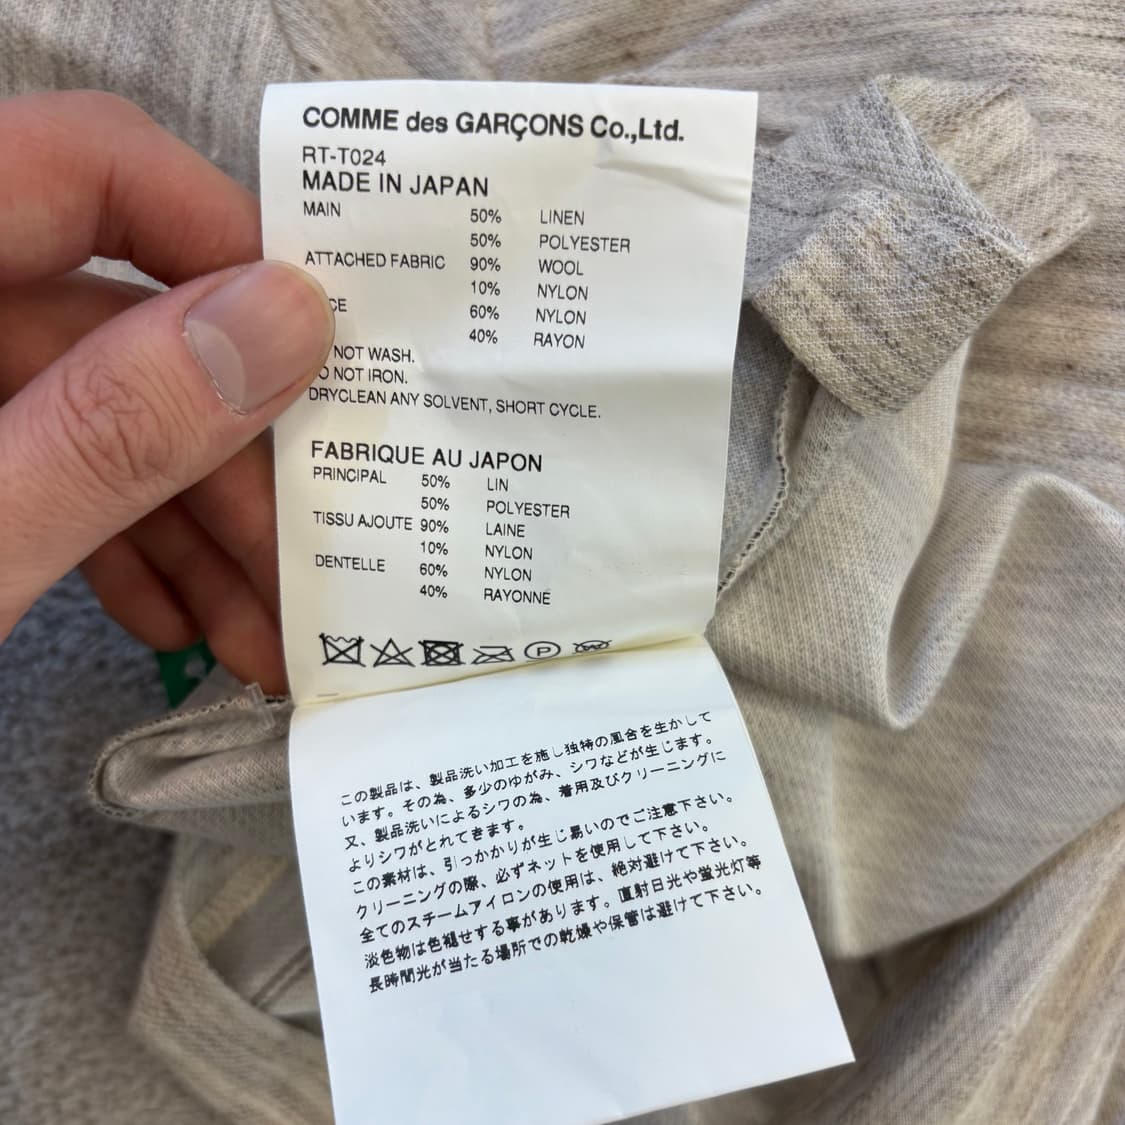 COMME des GARÇONS Co.,Ltd.
RT-T024
MADE IN JAPAN
MAIN 50% LINEN
50% POLYESTER
ATTACHED FABRIC 90% WOOL
10% NYLON
CE 60% NYLON
40% RAYON
NOT WASH.
O NOT IRON.
DRYCLEAN ANY SOLVENT, SHORT CYCLE.
FABRIQUE AU JAPON
PRINCIPAL 50% LIN
50% POLYESTER
TISSU AJOUTE 90% LAINE
10% NYLON
DENTELLE 60% NYLON
40% RAYONNE
P
この製品は、製品洗い加工を施し独特の風合を生かして
います。その為、多少のゆがみ、シワなどが生じます。
又、製品洗いによるシワの為、着用及びクリーニングに
よりシワがとれてきます。
この素材は、引っかかりが生じ易いのでご注意下さい。
クリーニングの際、必ずネットを使用して下さい。
全てのスチームアイロンの使用は、絶対避けて下さい。
淡色物は色褪せする事があります。直射日光や蛍光灯等
長時間光が当たる場所での乾燥や保管は避けて下さい。